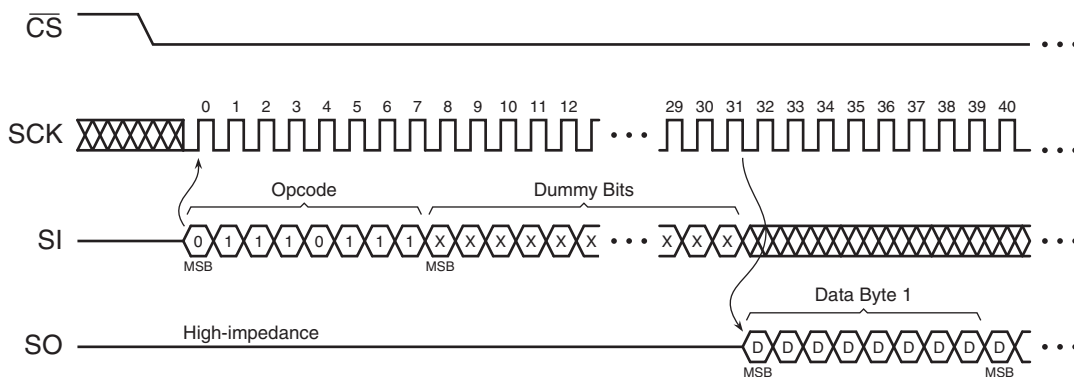 CS
0 1 2 3 4 5 6 7 8 9 10 11 12 29 30 31 32 33 34 35 36 37 38 39 40
SCK
Opcode Dummy Bits
SI 0 1 1 1 0 1 1 1 X X X X X X X X X
MSB MSB
Data Byte 1
High-impedance
SO D D D D D D D D D
MSB MSB